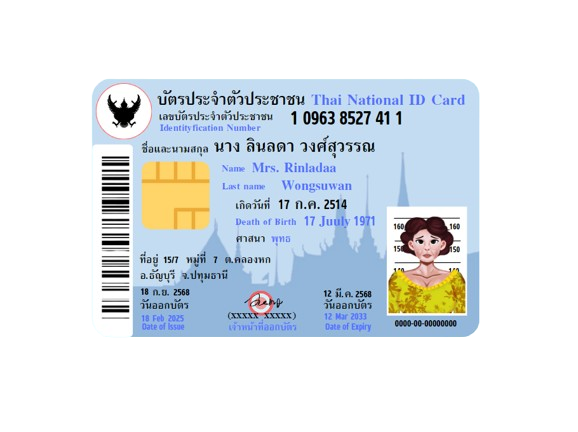 บัตรประจำตัวประชาชน Thai National ID Card
เลขบัตรประจำตัวประชาชน 1 0963 8527 41 1
Identityfication Number
ชื่อและนามสกุล นาง ลินลดา วงศ์สุวรรณ
Name Mrs. Rinladaa
Last name Wongsuwan
เกิดวันที่ 17 ก.ค. 2514
Death of Birth 17 Juuly 1971
ศาสนา พุทธ
ที่อยู่ 15/7 หมู่ที่ 7 ต.คลองหก
อ.ธัญบุรี จ.ปทุมธานี
160 160
150 150
18 ก.ย. 2568
วันออกบัตร
18 Feb 2025
Date of Issue
(xxxxx xxxxx)
เจ้าหน้าที่ออกบัตร
12 มี.ค. 2568
วันออกบัตร
12 Mar 2033
Date of Expiry
0000-00-00000000